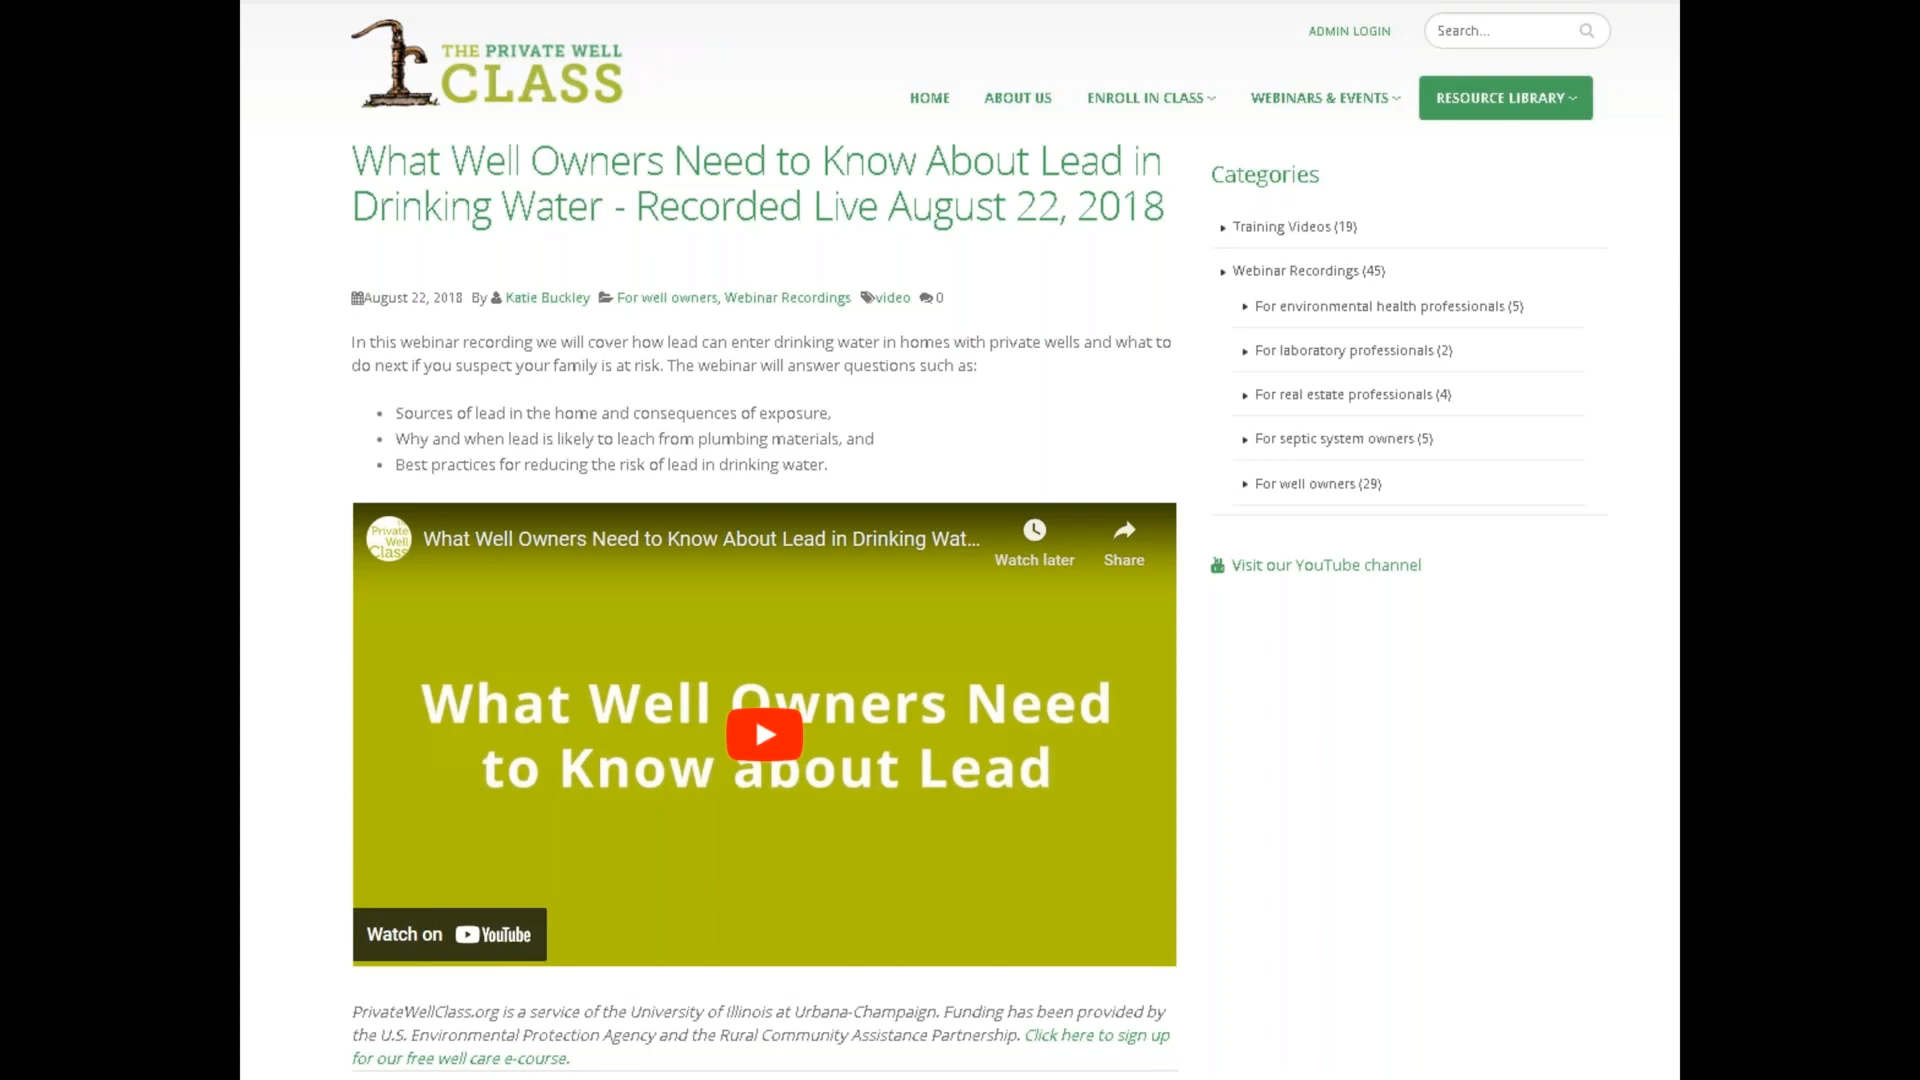 THE PRIVATE WELL
CLASS
ADMIN LOGIN
Search...
HOME
ABOUT US
ENROLL IN CLASS
WEBINARS & EVENTS
RESOURCE LIBRARY
What Well Owners Need to Know About Lead in
Drinking Water - Recorded Live August 22, 2018
August 22, 2018 By Katie Buckley For well owners, Webinar Recordings video 0
In this webinar recording we will cover how lead can enter drinking water in homes with private wells and what to
do next if you suspect your family is at risk. The webinar will answer questions such as:
• Sources of lead in the home and consequences of exposure,
• Why and when lead is likely to leach from plumbing materials, and
• Best practices for reducing the risk of lead in drinking water.
Private
Well
Class
What Well Owners Need to Know About Lead in Drinking Wat...
Watch later
Share
What Well Owners Need
to Know about Lead
Watch on YouTube
PrivateWellClass.org is a service of the University of Illinois at Urbana-Champaign. Funding has been provided by
the U.S. Environmental Protection Agency and the Rural Community Assistance Partnership. Click here to sign up
for our free well care e-course.
Categories
Training Videos (19)
Webinar Recordings (45)
For environmental health professionals (5)
For laboratory professionals (2)
For real estate professionals (4)
For septic system owners (5)
For well owners (29)
Visit our YouTube channel